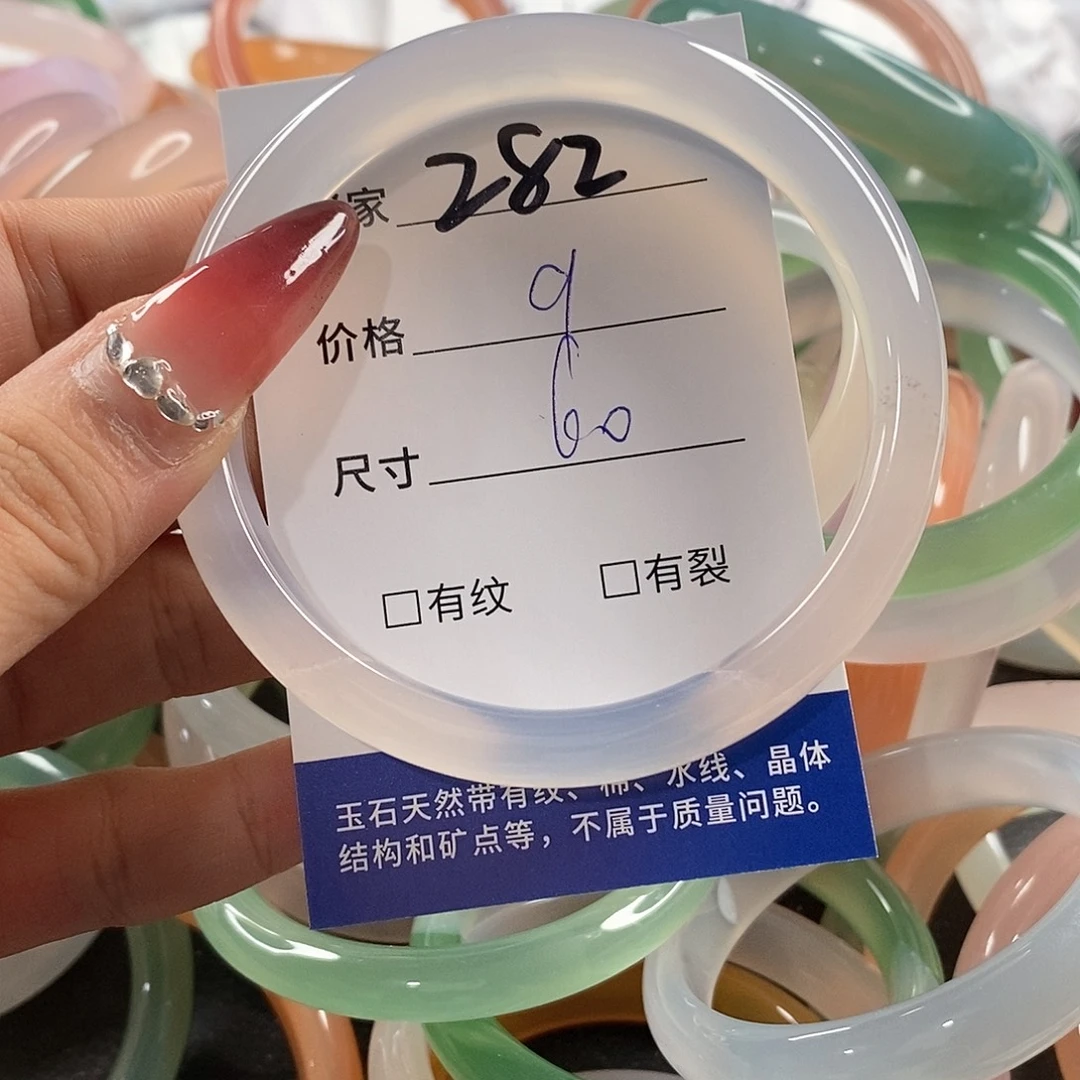 家 282
价格 9
尺寸 60
□有纹 □有裂
玉石天然带有纹、棉、水线、晶体
结构和矿点等，不属于质量问题。